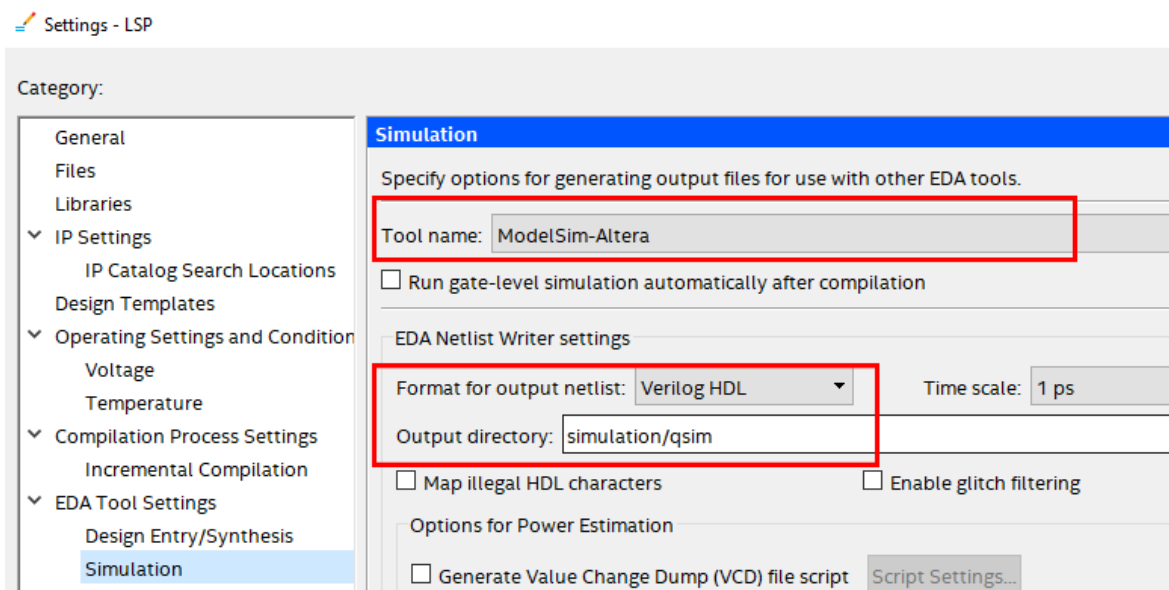 Settings - LSP
Category:
General
Files
Libraries
IP Settings
IP Catalog Search Locations
Design Templates
Operating Settings and Condition
Voltage
Temperature
Compilation Process Settings
Incremental Compilation
EDA Tool Settings
Design Entry/Synthesis
Simulation
Simulation
Specify options for generating output files for use with other EDA tools.
Tool name: ModelSim-Altera
Run gate-level simulation automatically after compilation
EDA Netlist Writer settings
Format for output netlist: Verilog HDL Time scale: 1 ps
Output directory: simulation/qsim
Map illegal HDL characters Enable glitch filtering
Options for Power Estimation
Generate Value Change Dump (VCD) file script Script Settings...